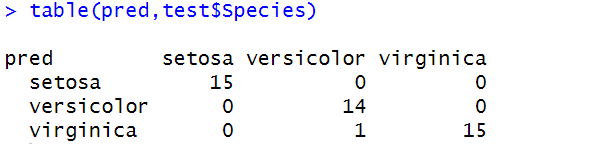 > table(pred,test$Species)
pred setosa versicolor virginica
setosa 15 0 0
versicolor 0 14 0
virginica 0 1 15